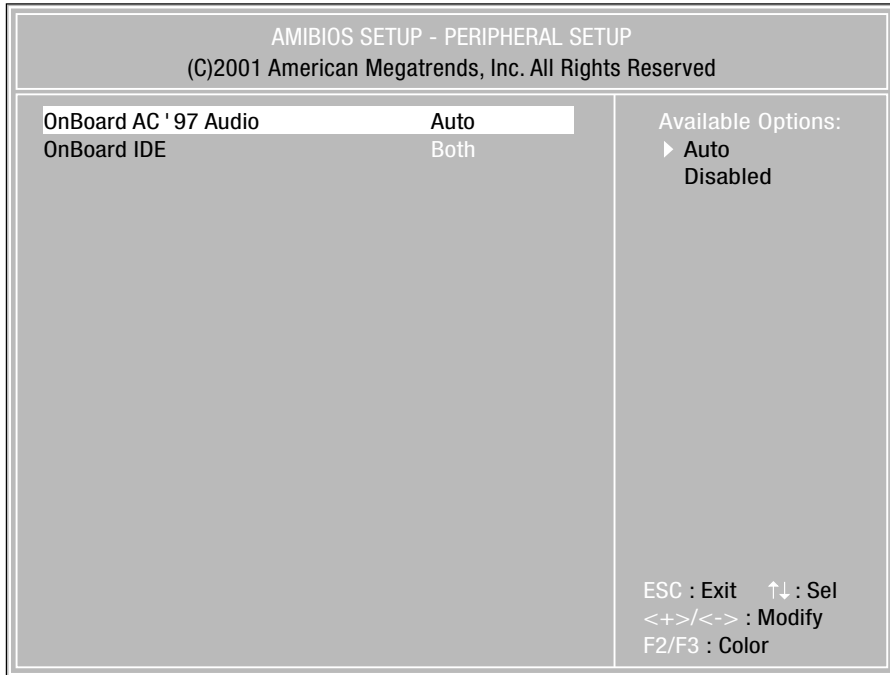 AMIBIOS SETUP - PERIPHERAL SETUP
(C)2001 American Megatrends, Inc. All Rights Reserved
OnBoard AC '97 Audio Auto
OnBoard IDE Both
Available Options:
Auto
Disabled
ESC : Exit ↑↓ : Sel
<+>/<-> : Modify
F2/F3 : Color